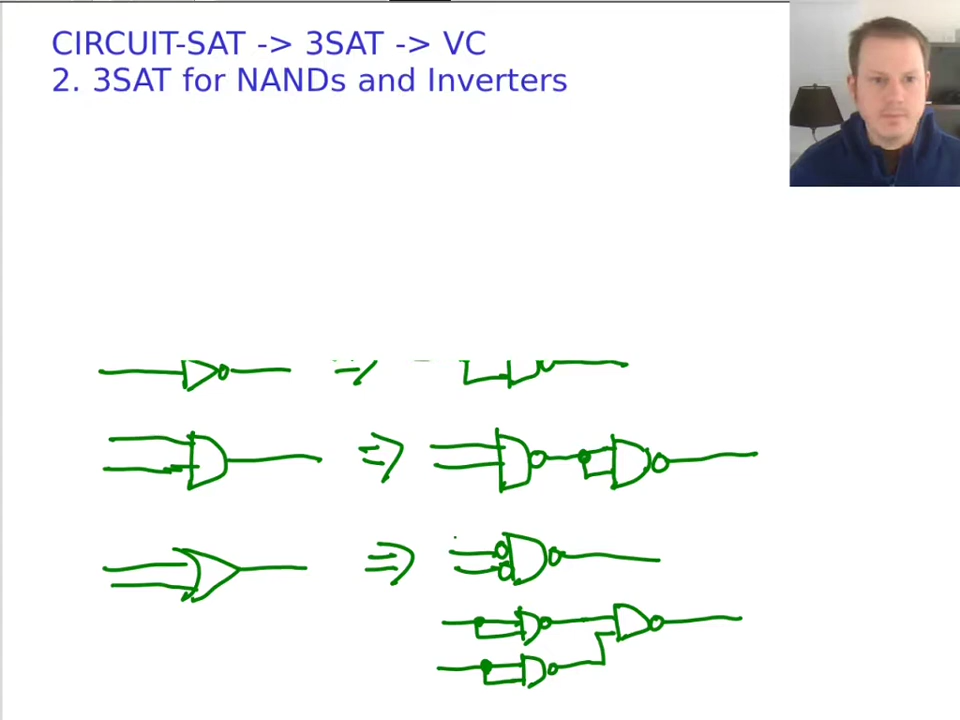 CIRCUIT-SAT -> 3SAT -> VC
2. 3SAT for NANDs and Inverters